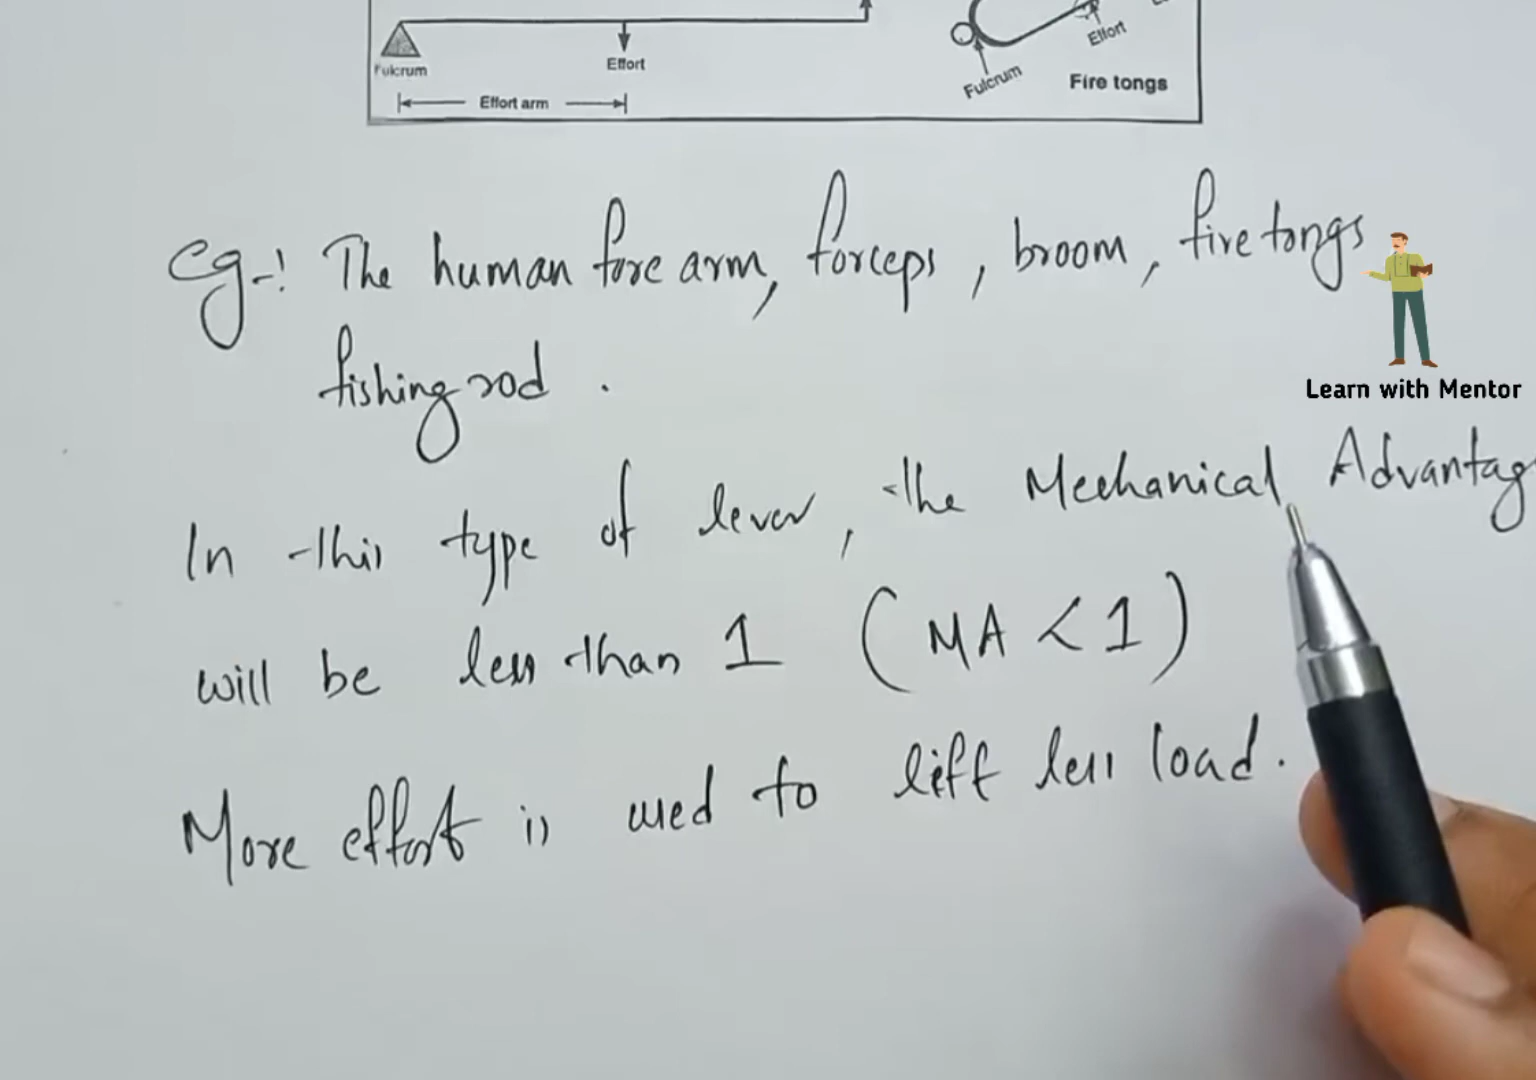 Fulcrum
Effort
Effort arm
Fulcrum
Effort
Fire tongs
eg:- The human fore arm, forceps, broom, fire tongs
fishing rod.
Learn with Mentor
In this type of lever, the Mechanical Advantag
will be less than 1 (MA < 1)
More effort is used to lift less load.